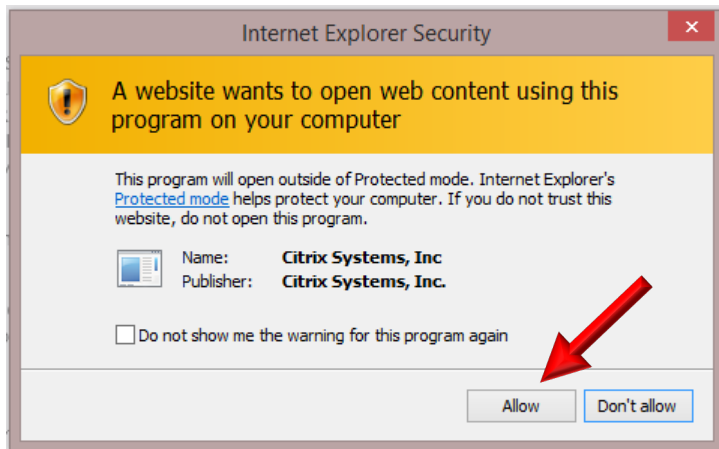 Internet Explorer Security
A website wants to open web content using this
program on your computer
This program will open outside of Protected mode. Internet Explorer's
Protected mode helps protect your computer. If you do not trust this
website, do not open this program.
Name: Citrix Systems, Inc
Publisher: Citrix Systems, Inc.
Do not show me the warning for this program again
Allow Don't allow